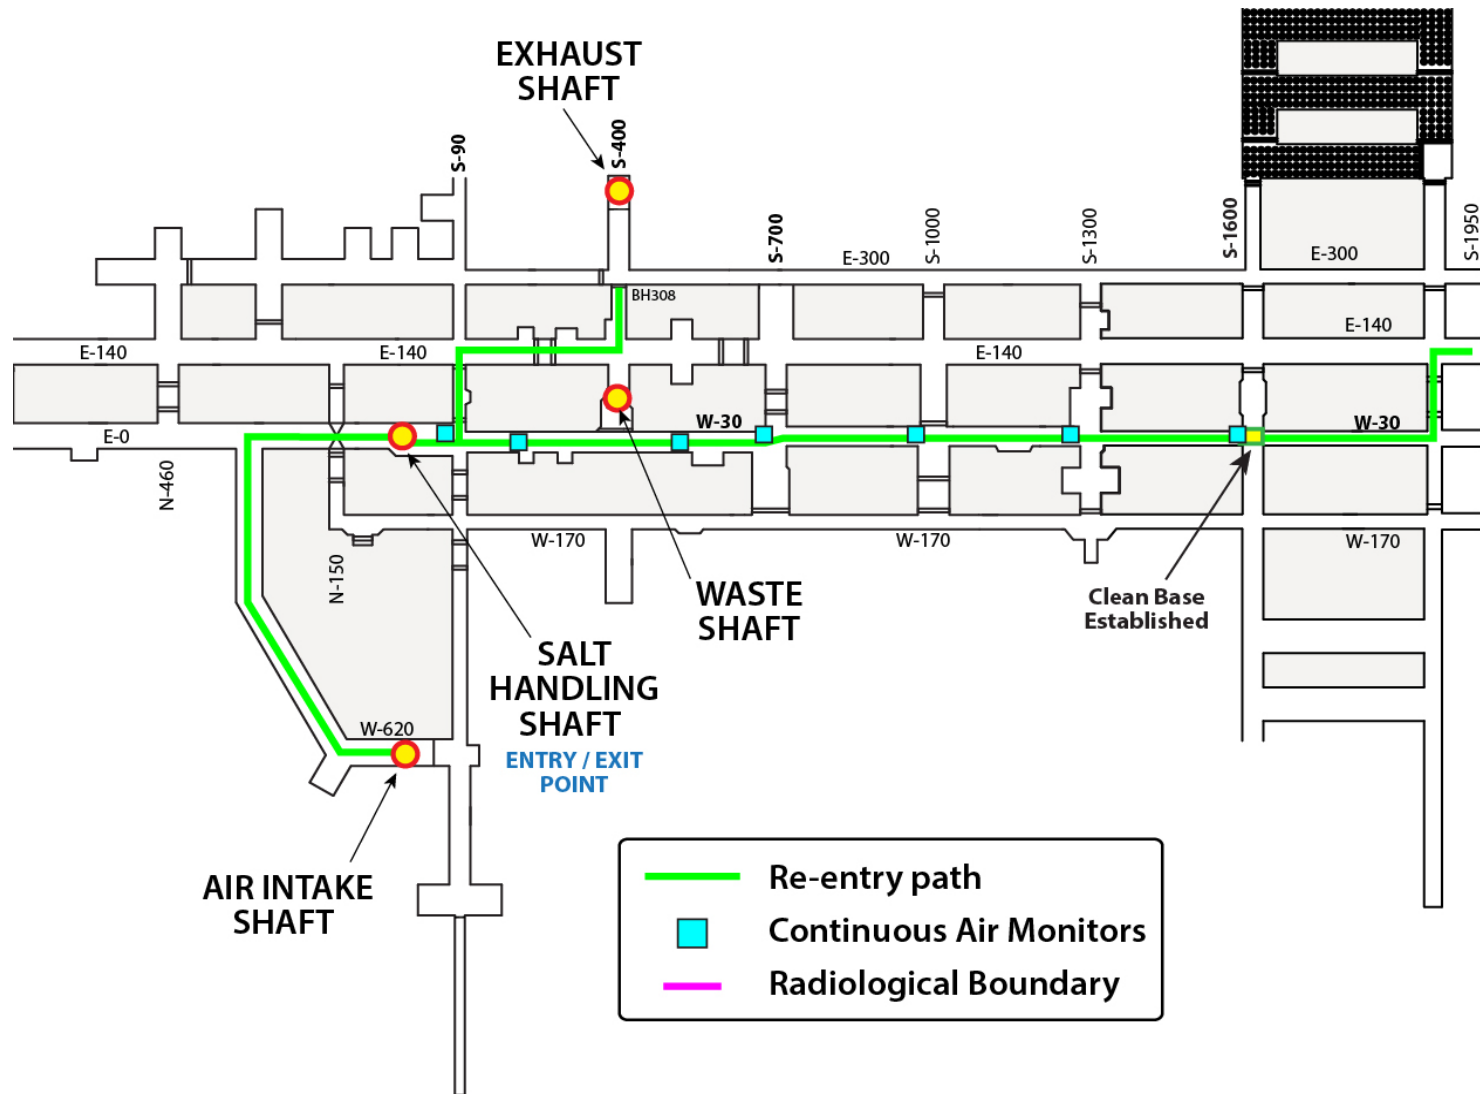 EXHAUST
SHAFT
S-90
S-400
S-700
S-1000
S-1300
S-1600
S-1950
E-300
E-300
BH308
E-140
E-140
E-140
E-140
E-0
W-30
W-30
N-460
N-150
W-170
W-170
W-170
WASTE
SHAFT
Clean Base
Established
SALT
HANDLING
SHAFT
ENTRY / EXIT
POINT
W-620
AIR INTAKE
SHAFT
Re-entry path
Continuous Air Monitors
Radiological Boundary